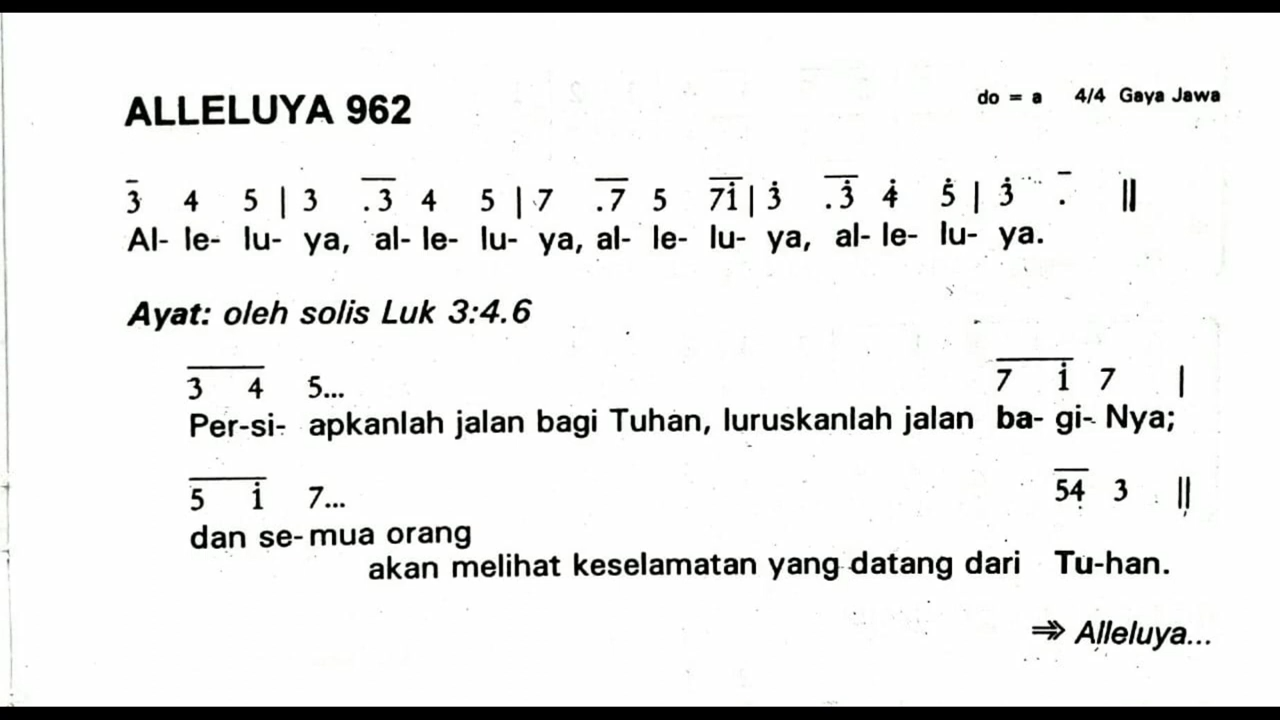 ALLELUYA 962
do = a 4/4 Gaya Jawa
3̅ 4 5 | 3 .̅3̅ 4 5 | 7 .̅7̅ 5 7̅i̅ | 3̇ .̅3̇̅ 4̇ 5̇ | 3̇ .̅ ||
Al- le- lu- ya, al- le- lu- ya, al- le- lu- ya, al- le- lu- ya.
Ayat: oleh solis Luk 3:4.6
3 4 5... 7 i 7 |
Per-si- apkanlah jalan bagi Tuhan, luruskanlah jalan ba- gi- Nya;
5 i 7... 54 3 . ||
dan se- mua orang
akan melihat keselamatan yang datang dari Tu-han.
⇒ Alleluya...